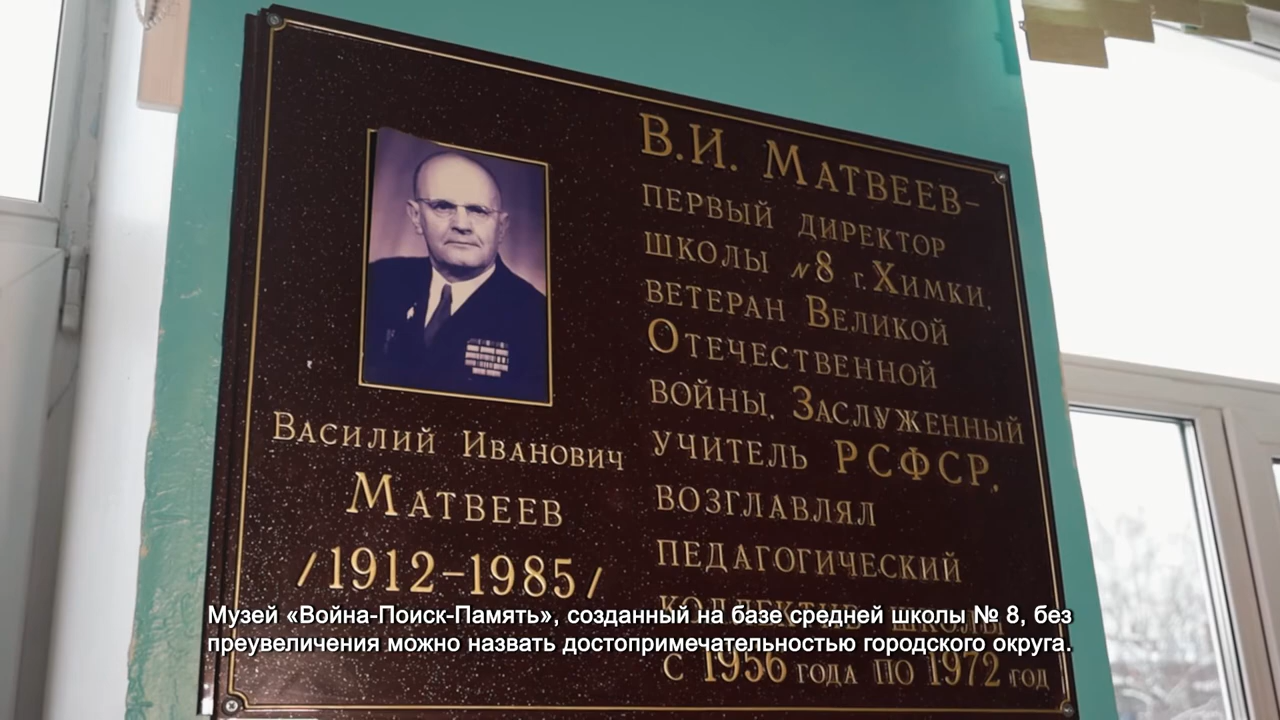 В.И. Матвеев-
первый директор
школы №8 г. Химки,
ветеран Великой
Отечественной
войны, Заслуженный
учитель РСФСР,
возглавлял
педагогический
коллектив школы
с 1956 года по 1972 год
Василий Иванович
Матвеев
/1912-1985/
Музей «Война-Поиск-Память», созданный на базе средней школы № 8, без
преувеличения можно назвать достопримечательностью городского округа.